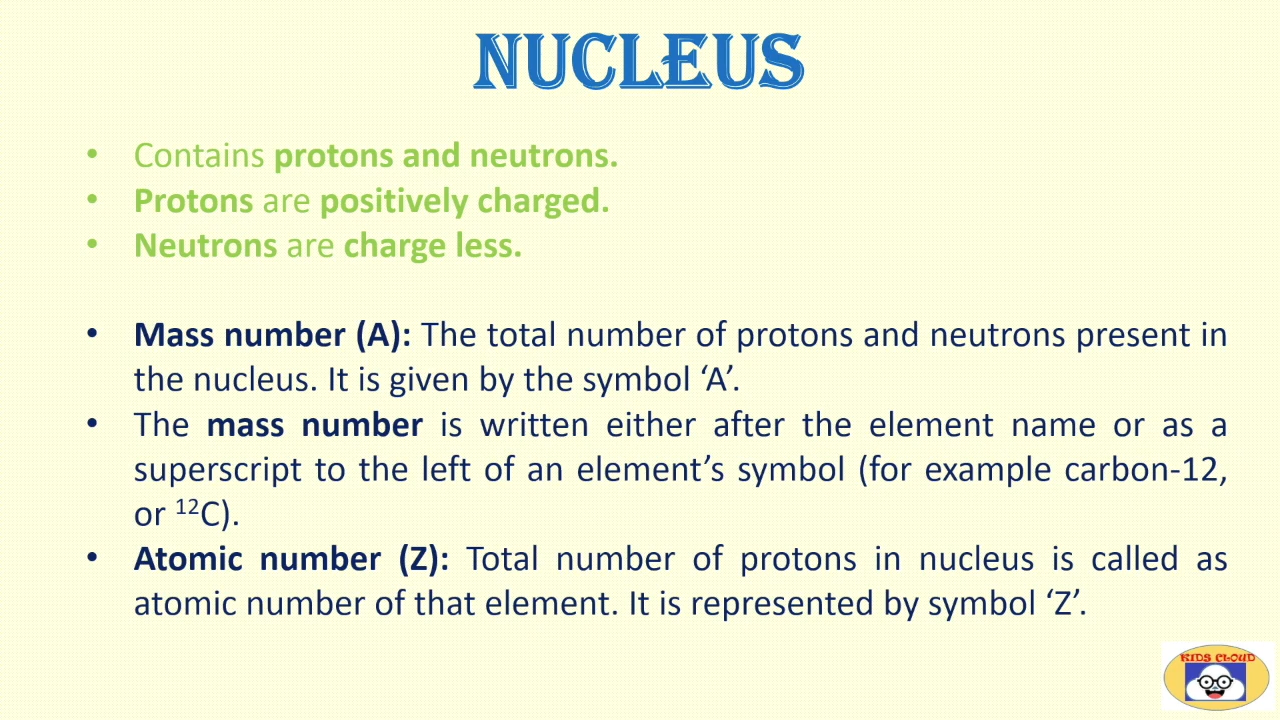 NUCLEUS
• Contains protons and neutrons.
• Protons are positively charged.
• Neutrons are charge less.
• Mass number (A): The total number of protons and neutrons present in
the nucleus. It is given by the symbol ‘A’.
• The mass number is written either after the element name or as a
superscript to the left of an element’s symbol (for example carbon-12,
or ¹²C).
• Atomic number (Z): Total number of protons in nucleus is called as
atomic number of that element. It is represented by symbol ‘Z’.
KIDS CLOUD